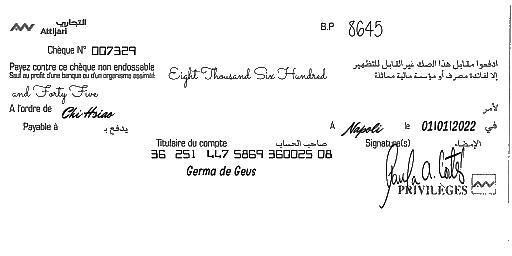 التجاري
Attijari
B.P 8645
Chèque N° 007329
Payez contre ce chèque non endossable
Sauf au profit d'une banque ou d'un organisme assimilé
Eight Thousand Six Hundred
ادفعوا مقابل هذا الصك غير القابل للتظهير
إلا لفائدة مصرف أو مؤسسة مالية مماثلة
and Forty Five
A l'ordre de Chi Hsiao
لأمر
Payable à يدفع بـ
A Napoli le 01/01/2022 في
Titulaire du compte صاحب الحساب
Signature(s) الإمضاء
36 251 447 5869 360025 08
Germa de Geus
PRIVILÈGES